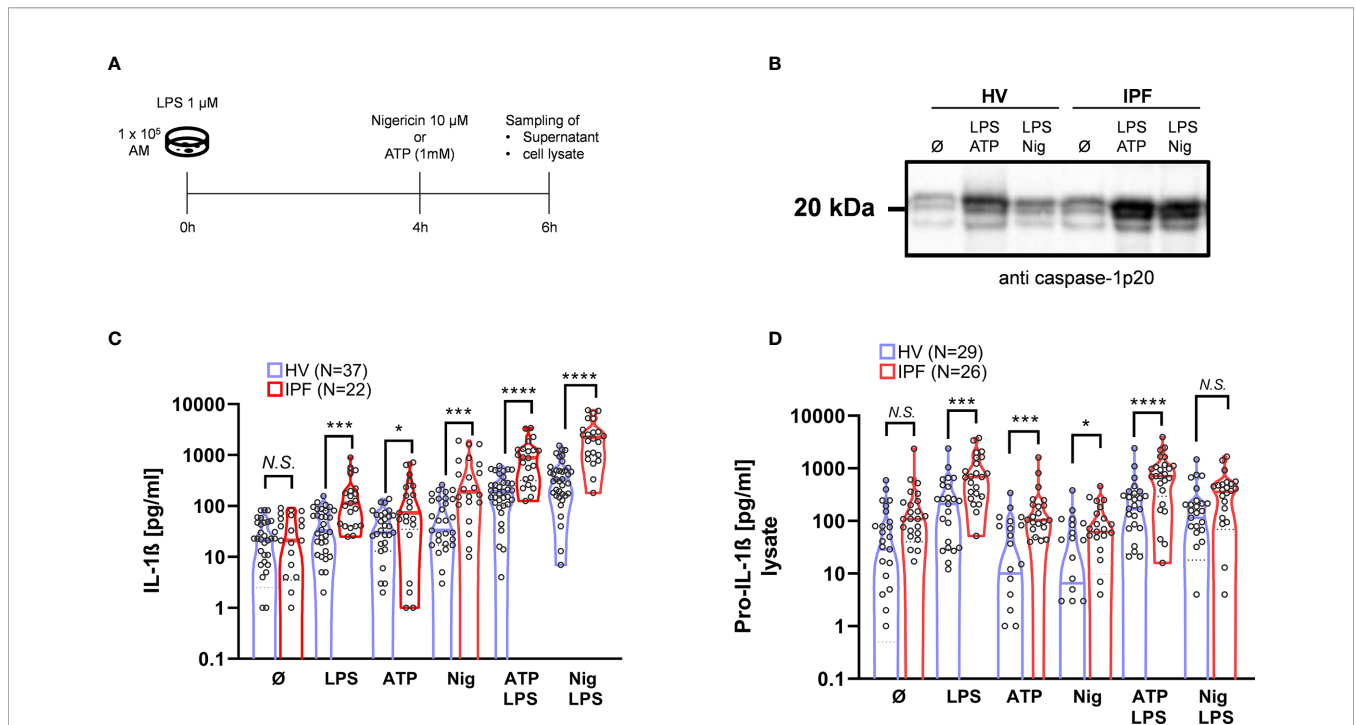 A
LPS 1 µM
1 x 10⁵
AM
Nigericin 10 µM
or
ATP (1mM)
Sampling of
• Supernatant
• cell lysate
0h
4h
6h
B
HV IPF
LPS LPS LPS LPS
Ø ATP Nig Ø ATP Nig
20 kDa
anti caspase-1p20
C
HV (N=37)
IPF (N=22)
IL-1ß [pg/ml]
10000
1000
100
10
1
0.1
N.S.
***
*
***
****
****
Ø LPS ATP Nig ATP Nig
LPS LPS
D
HV (N=29)
IPF (N=26)
Pro-IL-1ß [pg/ml]
lysate
10000
1000
100
10
1
0.1
N.S.
***
***
*
****
N.S.
Ø LPS ATP Nig ATP Nig
LPS LPS